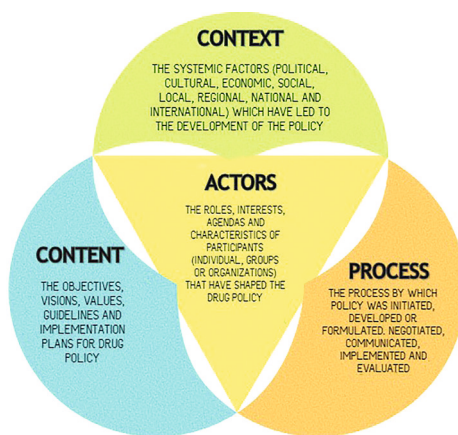 CONTEXT
THE SYSTEMIC FACTORS (POLITICAL,
CULTURAL, ECONOMIC, SOCIAL,
LOCAL, REGIONAL, NATIONAL AND
INTERNATIONAL) WHICH HAVE LED TO
THE DEVELOPMENT OF THE POLICY
ACTORS
THE ROLES, INTERESTS,
AGENDAS AND
CHARACTERISTICS OF
PARTICIPANTS
(INDIVIDUAL, GROUPS
OR ORGANIZATIONS)
THAT HAVE SHAPED THE
DRUG POLICY
CONTENT
THE OBJECTIVES,
VISIONS, VALUES,
GUIDELINES AND
IMPLEMENTATION
PLANS FOR DRUG
POLICY
PROCESS
THE PROCESS BY WHICH
POLICY WAS INITIATED,
DEVELOPED OR
FORMULATED. NEGOTIATED,
COMMUNICATED,
IMPLEMENTED AND
EVALUATED